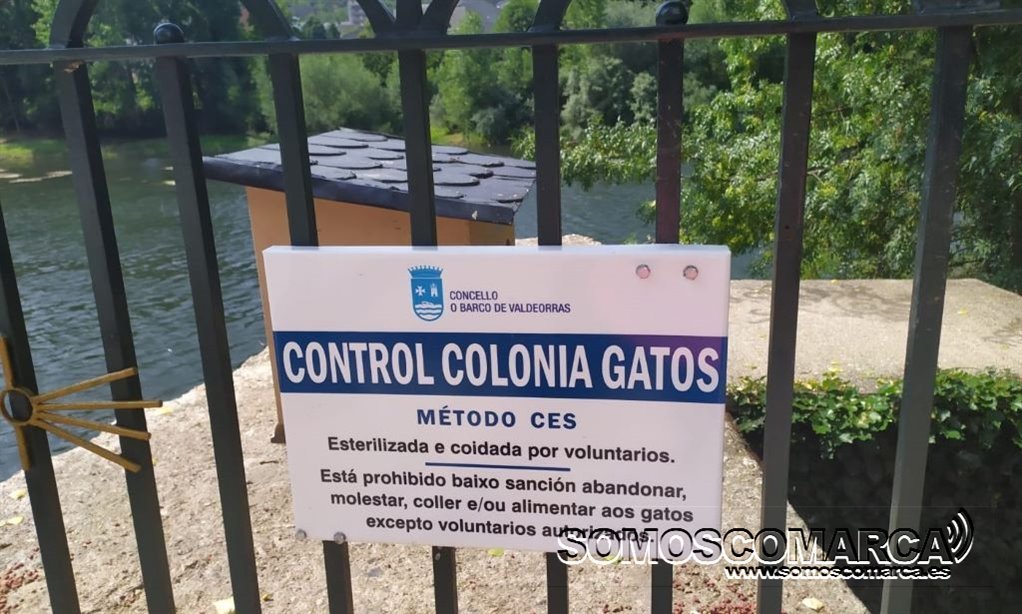 CONCELLO
O BARCO DE VALDEORRAS
CONTROL COLONIA GATOS
MÉTODO CES
Esterilizada e coidada por voluntarios.
Está prohibido baixo sanción abandonar,
molestar, coller e/ou alimentar aos gatos
excepto voluntarios autorizados.
SOMOSCOMARCA
www.somoscomarca.es